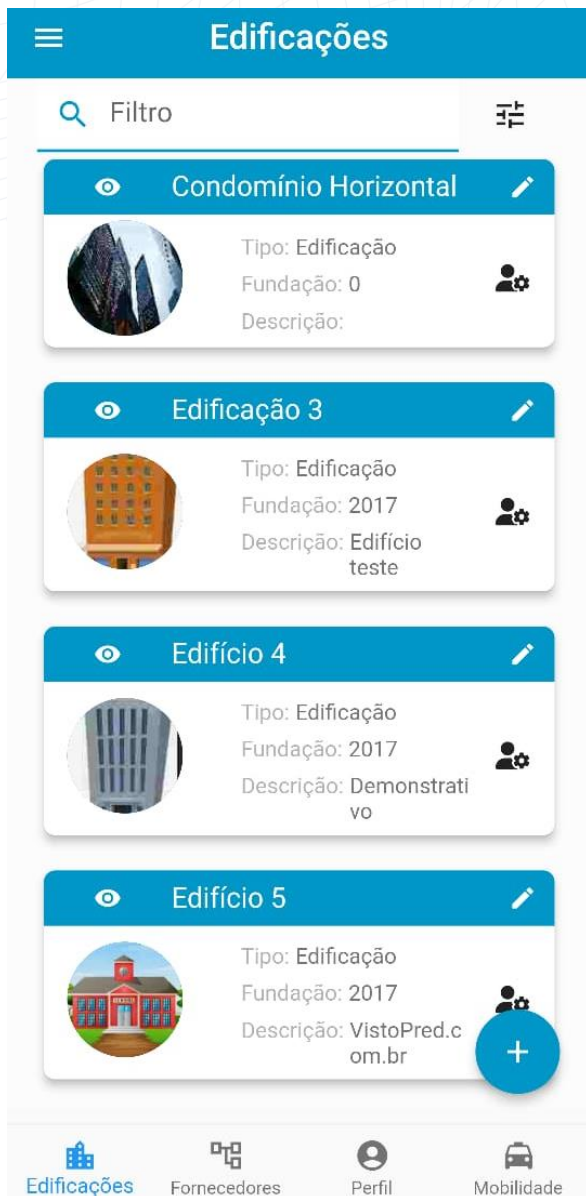 Edificações
Filtro
Condomínio Horizontal
Tipo: Edificação
Fundação: 0
Descrição:
Edificação 3
Tipo: Edificação
Fundação: 2017
Descrição: Edifício
teste
Edifício 4
Tipo: Edificação
Fundação: 2017
Descrição: Demonstrati
vo
Edifício 5
Tipo: Edificação
Fundação: 2017
Descrição: VistoPred.c
om.br
+
Edificações Fornecedores Perfil Mobilidade